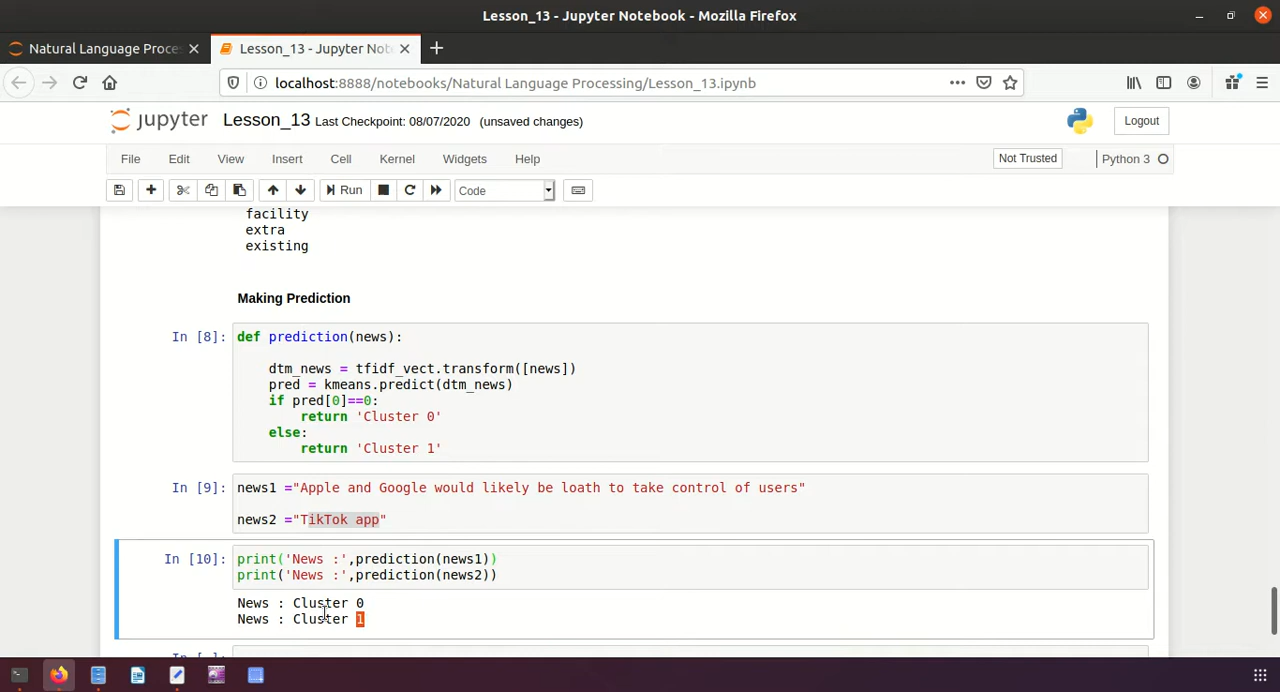 Lesson_13 - Jupyter Notebook - Mozilla Firefox
Natural Language Proce
Lesson_13 - Jupyter Not
localhost:8888/notebooks/Natural Language Processing/Lesson_13.ipynb
jupyter Lesson_13 Last Checkpoint: 08/07/2020 (unsaved changes) Logout
File Edit View Insert Cell Kernel Widgets Help Not Trusted Python 3
Run Code
facility
extra
existing
Making Prediction
In [8]: def prediction(news):
dtm_news = tfidf_vect.transform([news])
pred = kmeans.predict(dtm_news)
if pred[0]==0:
return 'Cluster 0'
else:
return 'Cluster 1'
In [9]: news1 ="Apple and Google would likely be loath to take control of users"
news2 ="TikTok app"
In [10]: print('News :',prediction(news1))
print('News :',prediction(news2))
News : Cluster 0
News : Cluster 1